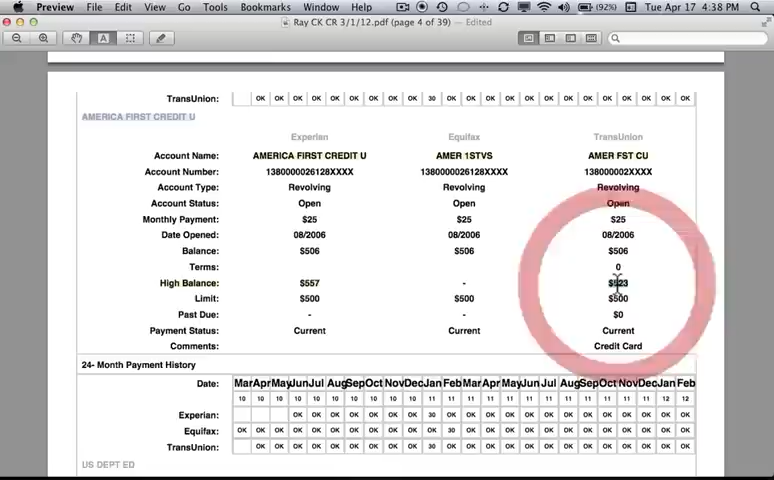 Preview File Edit View Go Tools Bookmarks Window Help (92%) Tue Apr 17 4:38 PM
Ray CK CR 3/1/12.pdf (page 4 of 39) — Edited
A
TransUnion: OK OK OK OK OK OK OK OK OK 30 OK OK OK OK OK OK OK OK OK OK OK OK OK
AMERICA FIRST CREDIT U
Experian Equifax TransUnion
Account Name: AMERICA FIRST CREDIT U AMER 1STVS AMER FST CU
Account Number: 1380000026128XXXX 1380000026128XXXX 138000002XXXX
Account Type: Revolving Revolving Revolving
Account Status: Open Open Open
Monthly Payment: $25 $25 $25
Date Opened: 08/2006 08/2006 08/2006
Balance: $506 $506 $506
Terms: 0
High Balance: $557 -
Limit: $500 $500 $500
Past Due: - - $0
Payment Status: Current Current Current
Comments: Credit Card
24- Month Payment History
Date: Mar Apr May Jun Jul Aug Sep Oct Nov Dec Jan Feb Mar Apr May Jun Jul Aug Sep Oct Nov Dec Jan Feb
10 10 10 10 10 10 10 10 10 10 11 11 11 11 11 11 11 11 11 11 11 11 12 12
Experian: OK OK OK OK OK OK OK 30 OK OK OK OK OK OK OK OK OK OK OK OK OK
Equifax: OK OK OK OK OK OK OK OK OK OK OK 30 OK OK OK OK OK OK OK OK OK OK OK OK
TransUnion: OK OK OK OK OK OK OK OK OK 30 OK OK OK OK OK OK OK OK OK OK OK OK OK
US DEPT ED